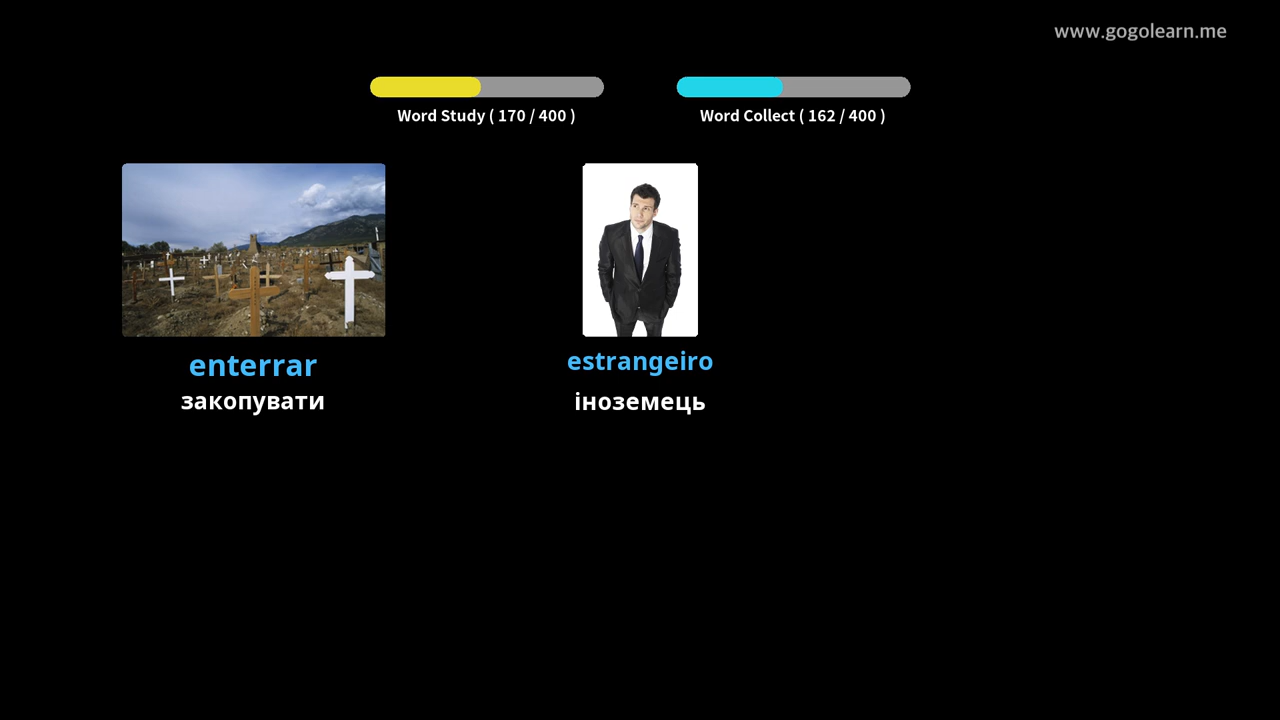 www.gogolearn.me
Word Study ( 170 / 400 )
Word Collect ( 162 / 400 )
enterrar
закопувати
estrangeiro
іноземець